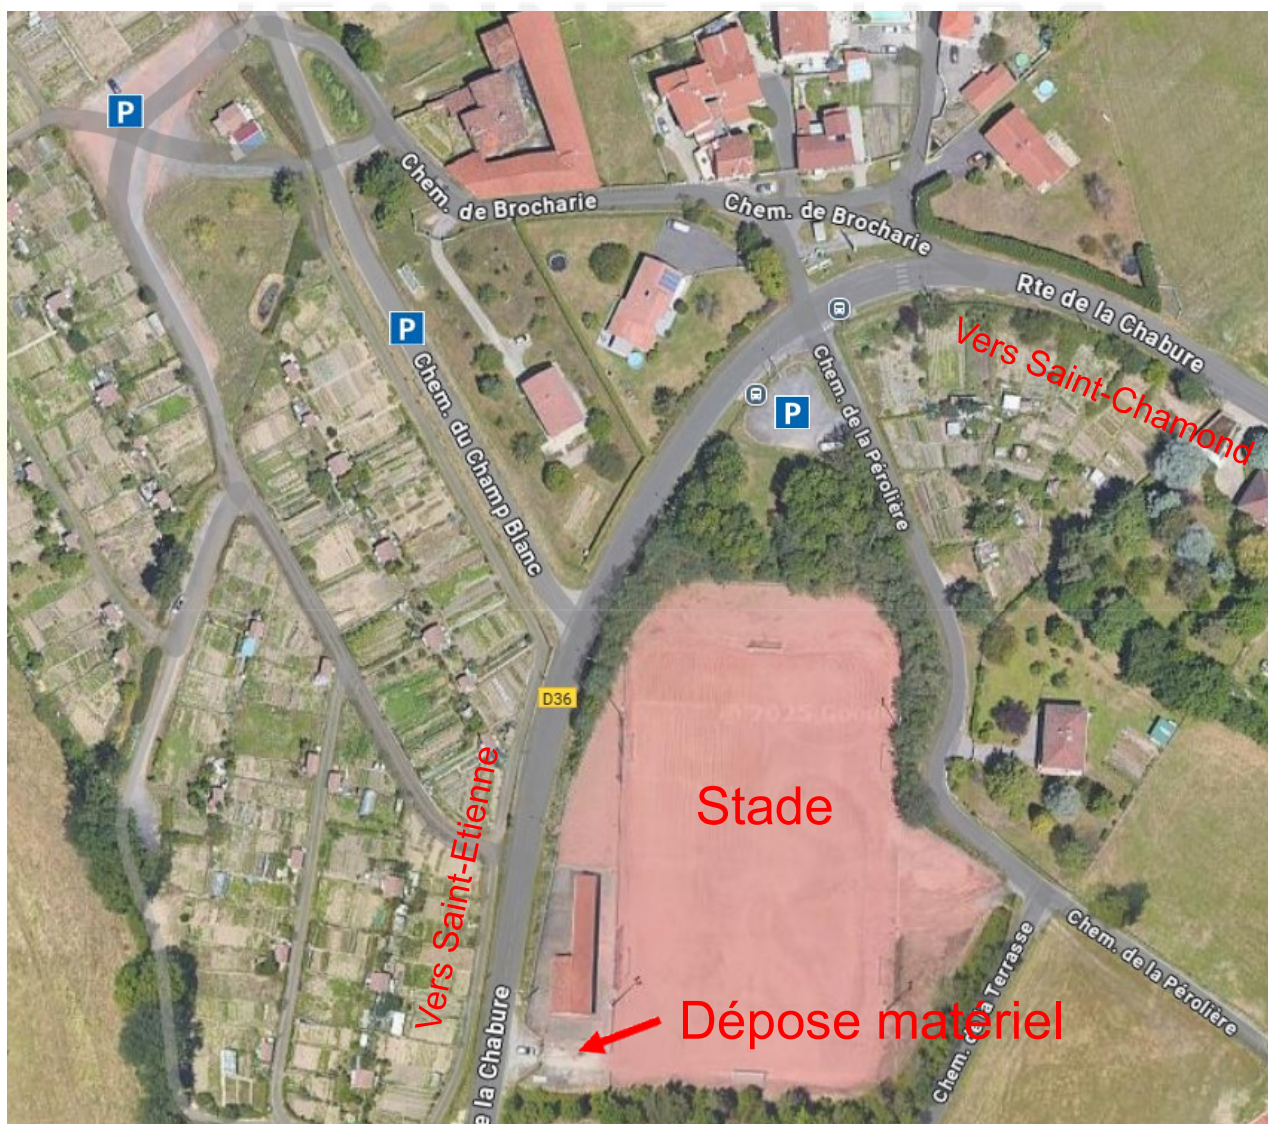 P
Chem. de Brocharie
Chem. de Brocharie
Rte de la Chabure
P
Vers Saint-Chamond
P
Chem. du Champ Blanc
Chem. de la Pérolière
D36
Vers Saint-Etienne
Stade
Dépose matériel
Chem. de la Terrasse
Chem. de la Pérolière
e la Chabure